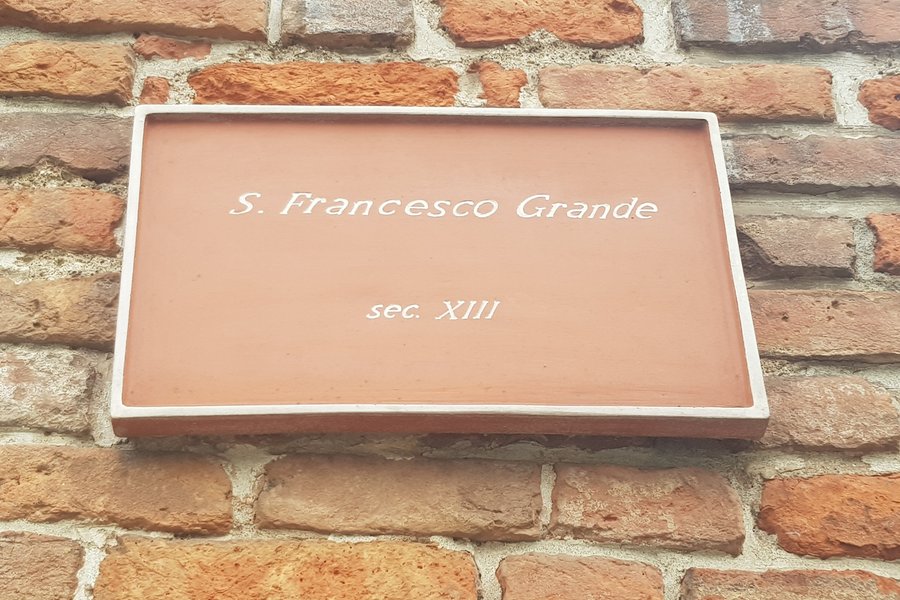 S. Francesco Grande
sec. XIII